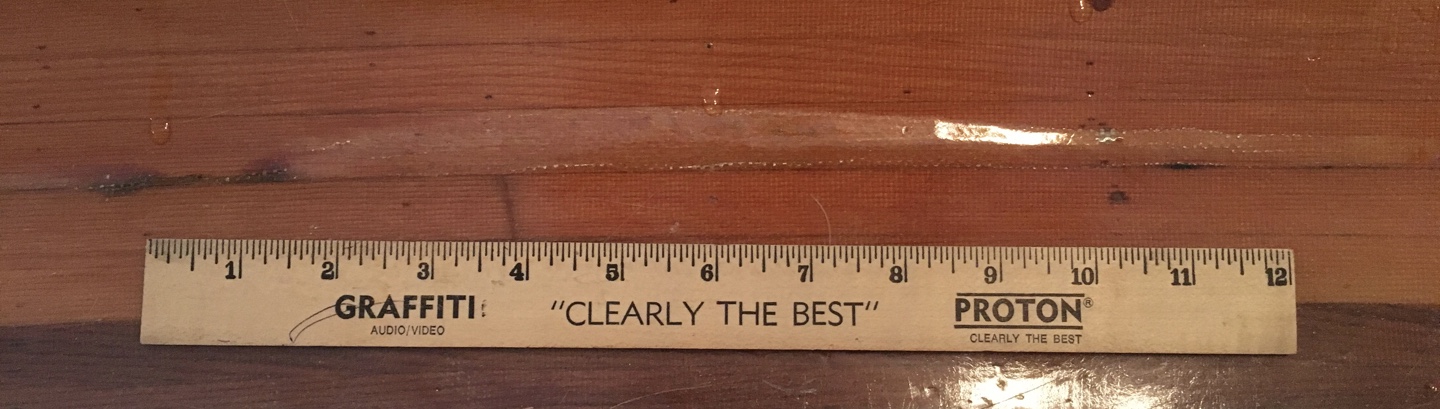 1 2 3 4 5 6 7 8 9 10 11 12
GRAFFITI
AUDIO/VIDEO
"CLEARLY THE BEST"
PROTON®
CLEARLY THE BEST